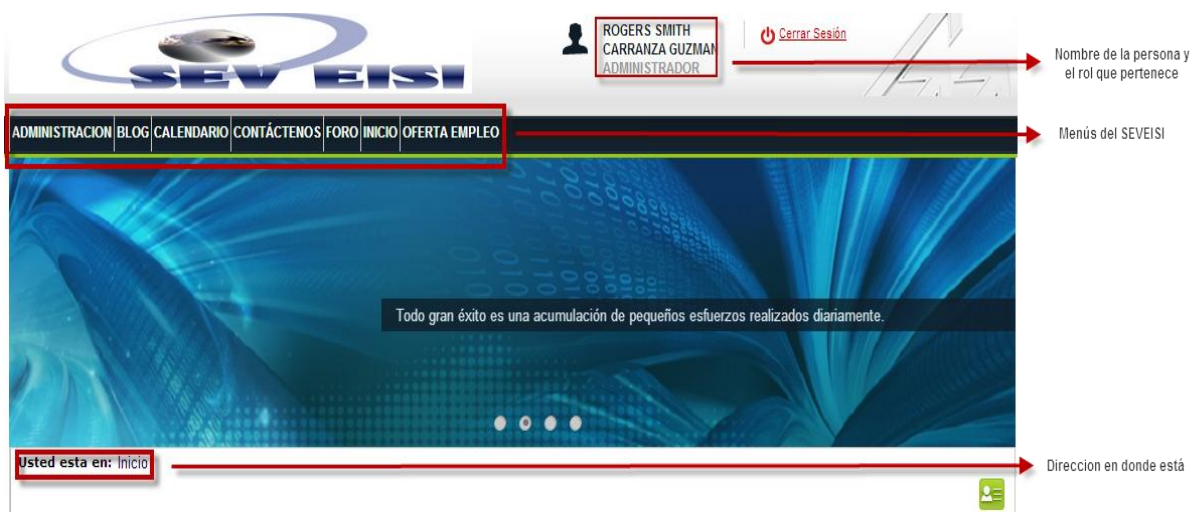 SEV EISI
ROGERS SMITH
CARRANZA GUZMAN
ADMINISTRADOR
Cerrar Sesión
Nombre de la persona y
el rol que pertenece
ADMINISTRACION BLOG CALENDARIO CONTÁCTENOS FORO INICIO OFERTA EMPLEO
Menús del SEVEISI
Todo gran éxito es una acumulación de pequeños esfuerzos realizados diariamente.
Usted esta en: Inicio
Direccion en donde está